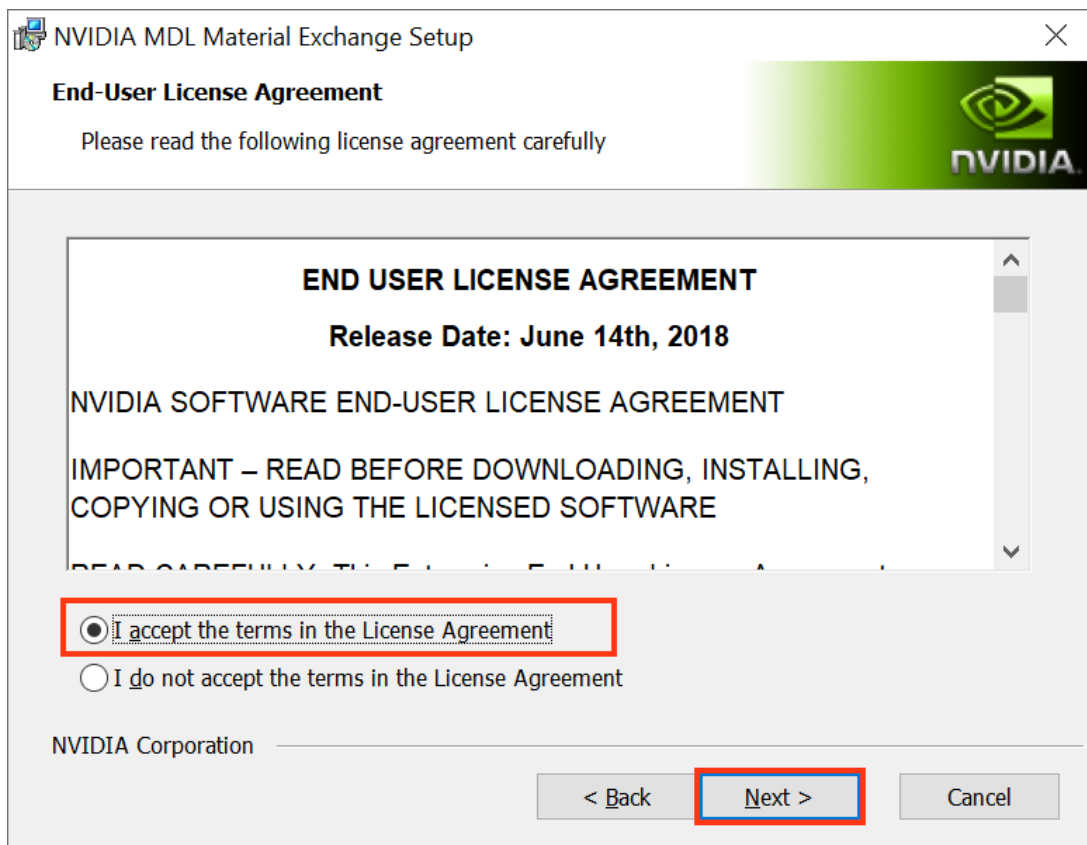 NVIDIA MDL Material Exchange Setup
End-User License Agreement
Please read the following license agreement carefully
NVIDIA.
END USER LICENSE AGREEMENT
Release Date: June 14th, 2018
NVIDIA SOFTWARE END-USER LICENSE AGREEMENT
IMPORTANT – READ BEFORE DOWNLOADING, INSTALLING,
COPYING OR USING THE LICENSED SOFTWARE
I accept the terms in the License Agreement
I do not accept the terms in the License Agreement
NVIDIA Corporation
< Back Next > Cancel